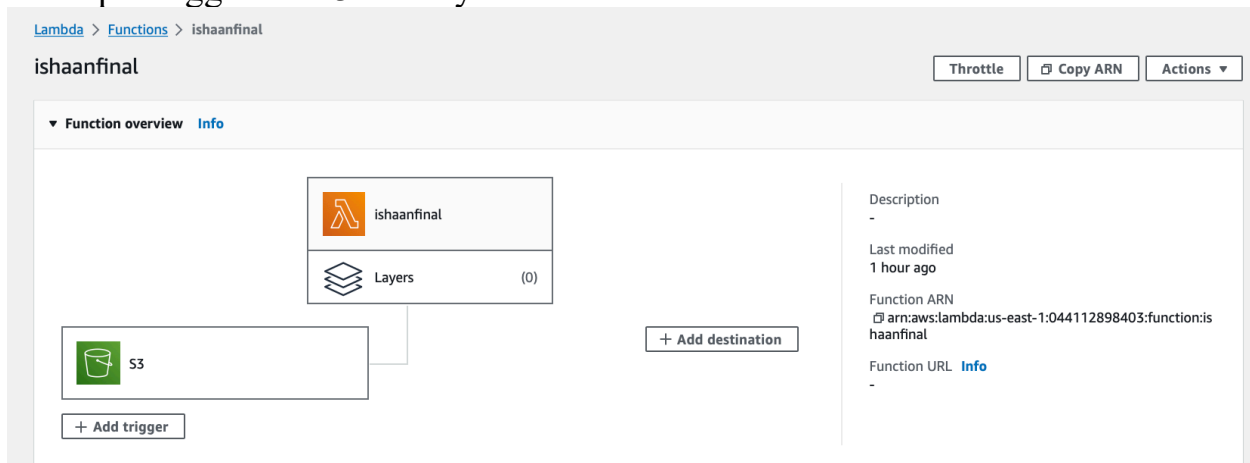 Lambda > Functions > ishaanfinal
ishaanfinal
Throttle Copy ARN Actions
Function overview Info
ishaanfinal
Layers (0)
S3
+ Add trigger
+ Add destination
Description
-
Last modified
1 hour ago
Function ARN
arn:aws:lambda:us-east-1:044112898403:function:is
haanfinal
Function URL Info
-